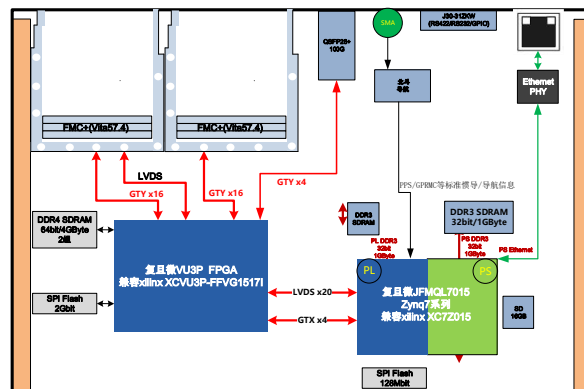 QSFP28+
100G
SMA
J30-31ZKW
(RS422/RS232/GPIO)
北斗
导航
Ethernet
PHY
FMC+(Vita57.4)
FMC+(Vita57.4)
LVDS
GTY x16
GTY x16
GTY x4
PPS/GPRMC等标准惯导/导航信息
DDR4 SDRAM
64bit/4GByte
2组
SPI Flash
2Gbit
复旦微VU3P FPGA
兼容xilinx XCVU3P-FFVG1517I
LVDS x20
GTX x4
DDR3
SDRAM
PL DDR3
32bit
1GByte
DDR3 SDRAM
32bit/1GByte
PS DDR3
32bit
1GByte
PS Ethernet
PL
PS
复旦微JFMQL7015
Zynq7系列
兼容xilinx XC7Z015
SD
16GB
SPI Flash
128Mbit